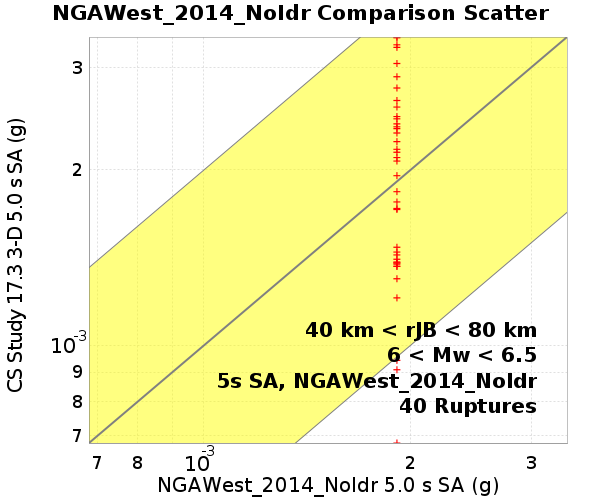 NGAWest_2014_NoIdr Comparison Scatter
CS Study 17.3 3-D 5.0 s SA (g)
3
2
10-3
9
8
7
40 km < rJB < 80 km
6 < Mw < 6.5
5s SA, NGAWest_2014_NoIdr
40 Ruptures
7 8 10-3 2 3
NGAWest_2014_NoIdr 5.0 s SA (g)